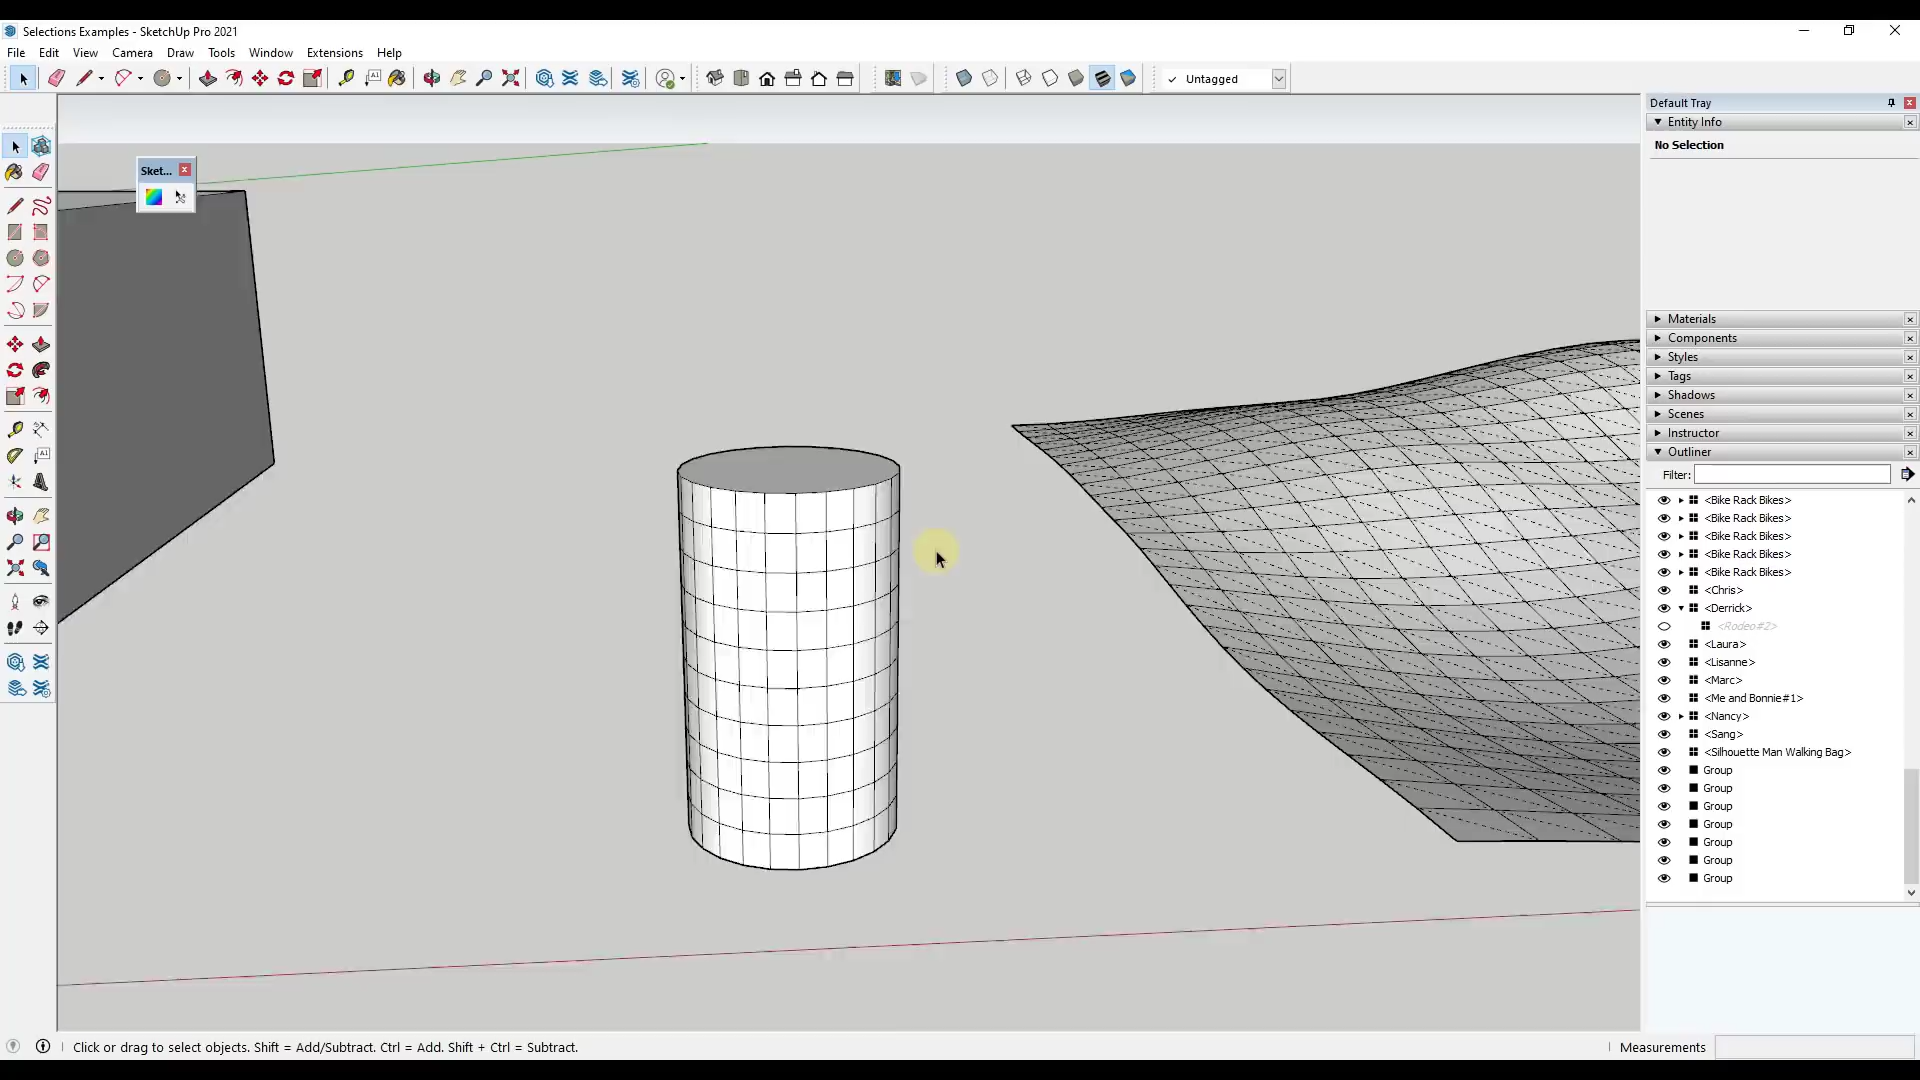 Selections Examples - SketchUp Pro 2021
File Edit View Camera Draw Tools Window Extensions Help
A1
Untagged
Default Tray
Entity Info
No Selection
Sket...
Materials
Components
Styles
Tags
Shadows
Scenes
Instructor
Outliner
Filter:
<Bike Rack Bikes>
<Bike Rack Bikes>
<Bike Rack Bikes>
<Bike Rack Bikes>
<Bike Rack Bikes>
<Chris>
<Derrick>
<Rodeo#2>
<Laura>
<Lisanne>
<Marc>
<Me and Bonnie#1>
<Nancy>
<Sang>
<Silhouette Man Walking Bag>
Group
Group
Group
Group
Group
Group
Group
A1
Click or drag to select objects. Shift = Add/Subtract. Ctrl = Add. Shift + Ctrl = Subtract.
Measurements